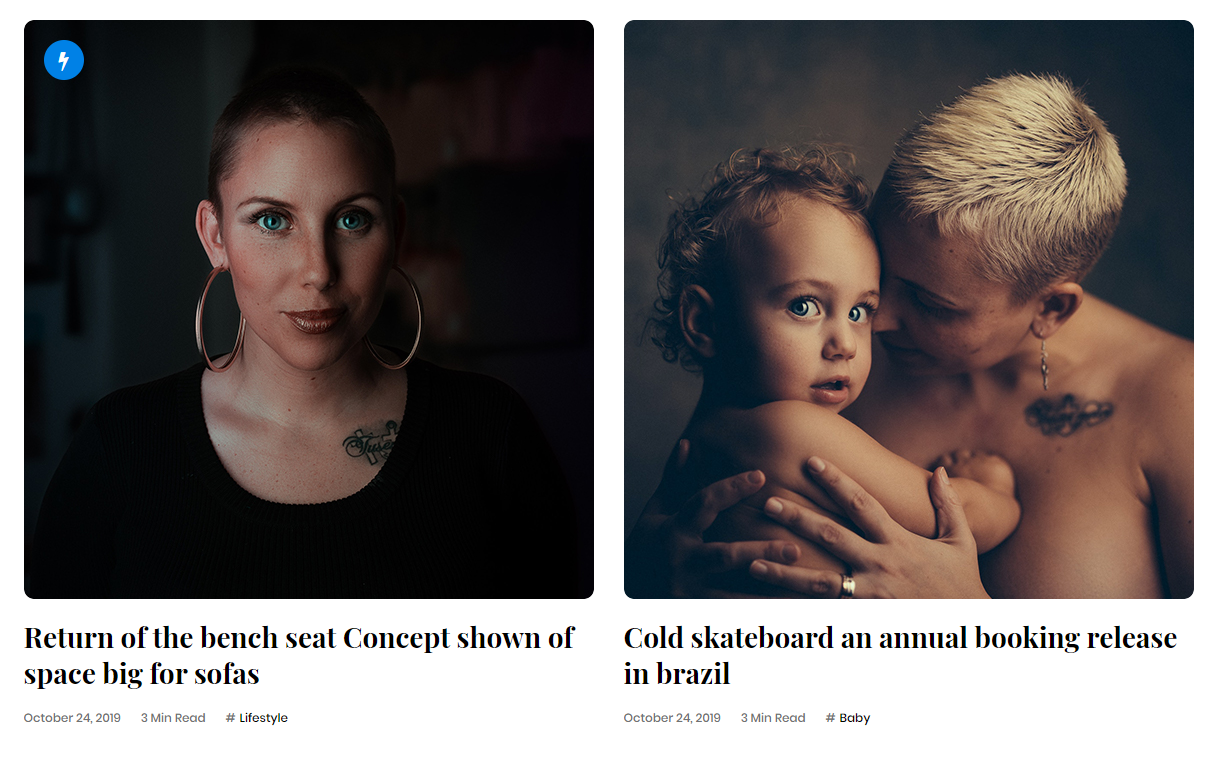 Return of the bench seat Concept shown of
space big for sofas
October 24, 2019 3 Min Read # Lifestyle
Cold skateboard an annual booking release
in brazil
October 24, 2019 3 Min Read # Baby